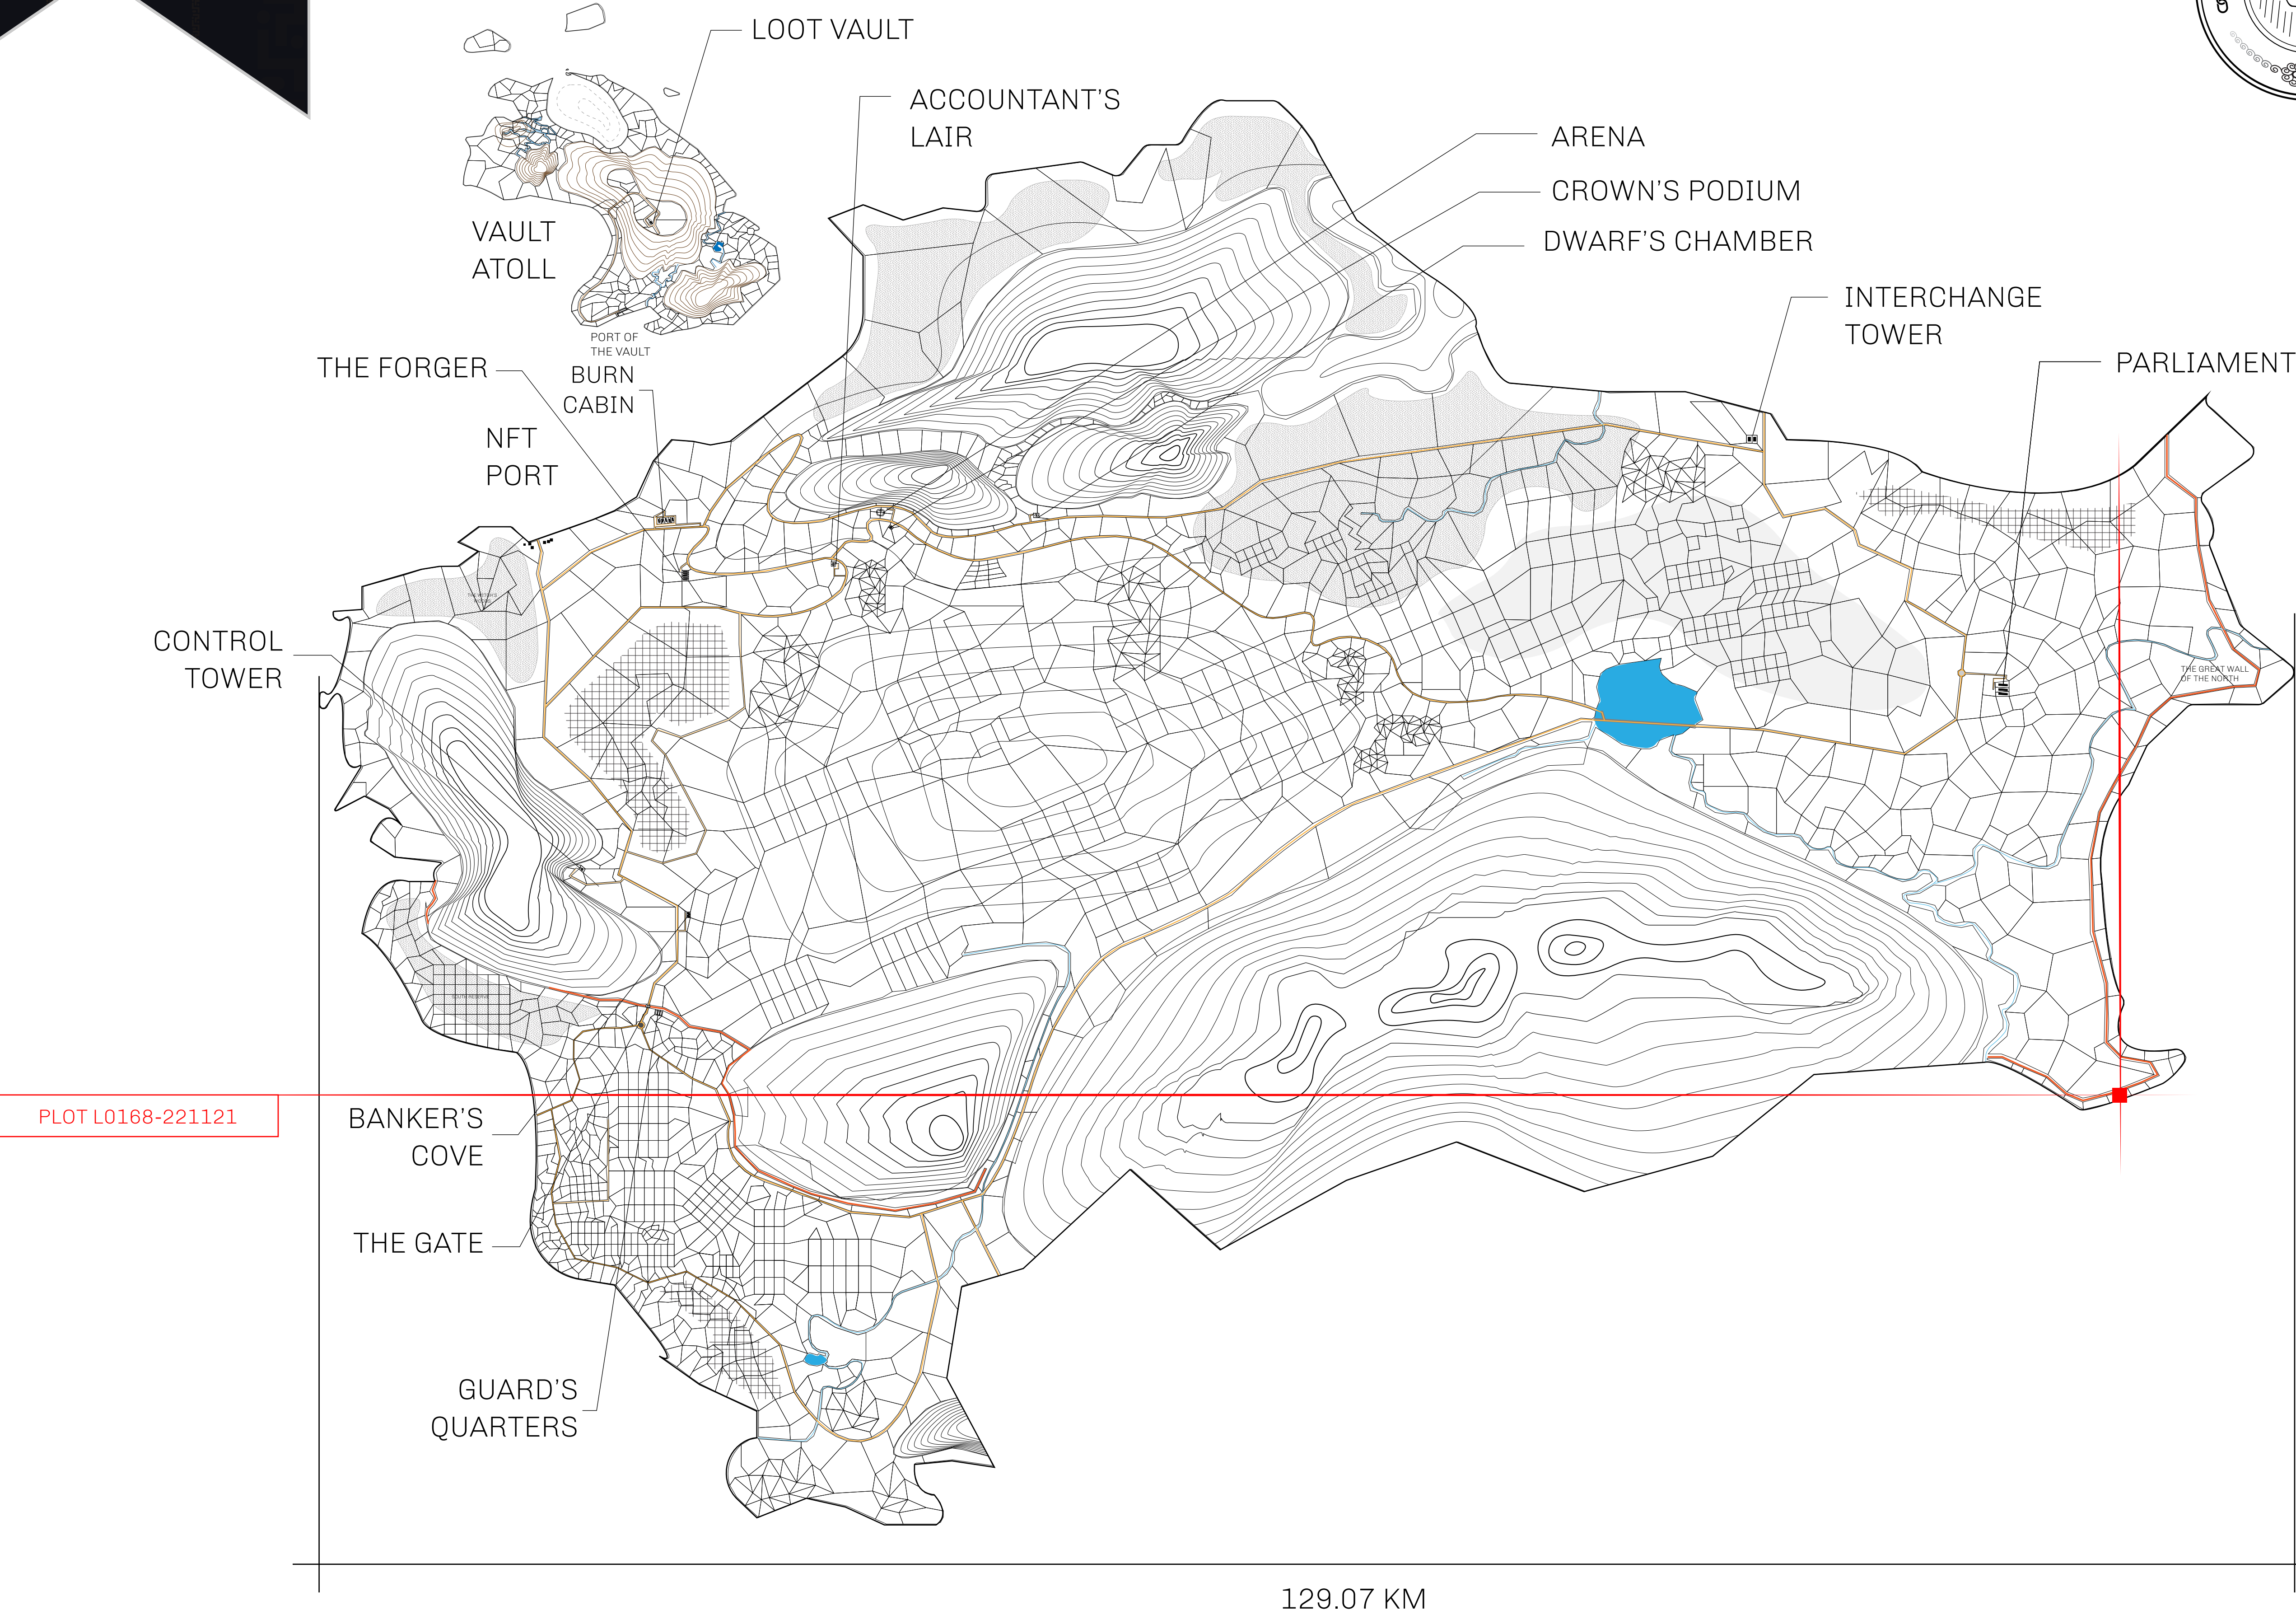 LOOT VAULT
ACCOUNTANT'S
LAIR
ARENA
CROWN'S PODIUM
DWARF'S CHAMBER
VAULT
ATOLL
INTERCHANGE
TOWER
PORT OF
THE VAULT
PARLIAMENT
THE FORGER
BURN
CABIN
NFT
PORT
CONTROL
TOWER
THE GREAT WALL
OF THE NORTH
SOUTH RESERVE
PLOT L0168-221121
BANKER'S
COVE
THE GATE
GUARD'S
QUARTERS
129.07 KM